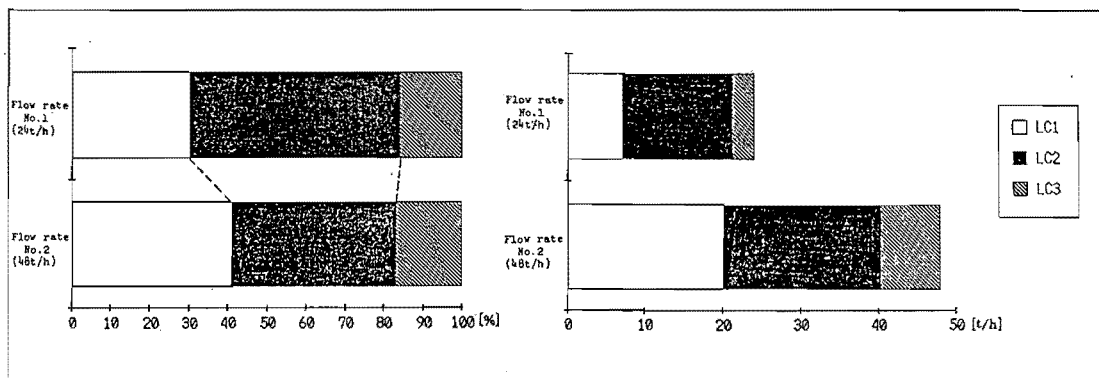 Flow rate
No.1
(24t/h)
Flow rate
No.2
(48t/h)
0 10 20 30 40 50 60 70 80 90 100 [%]
Flow rate
No.1
(24t/h)
Flow rate
No.2
(48t/h)
0 10 20 30 40 50 [t/h]
LC1
LC2
LC3